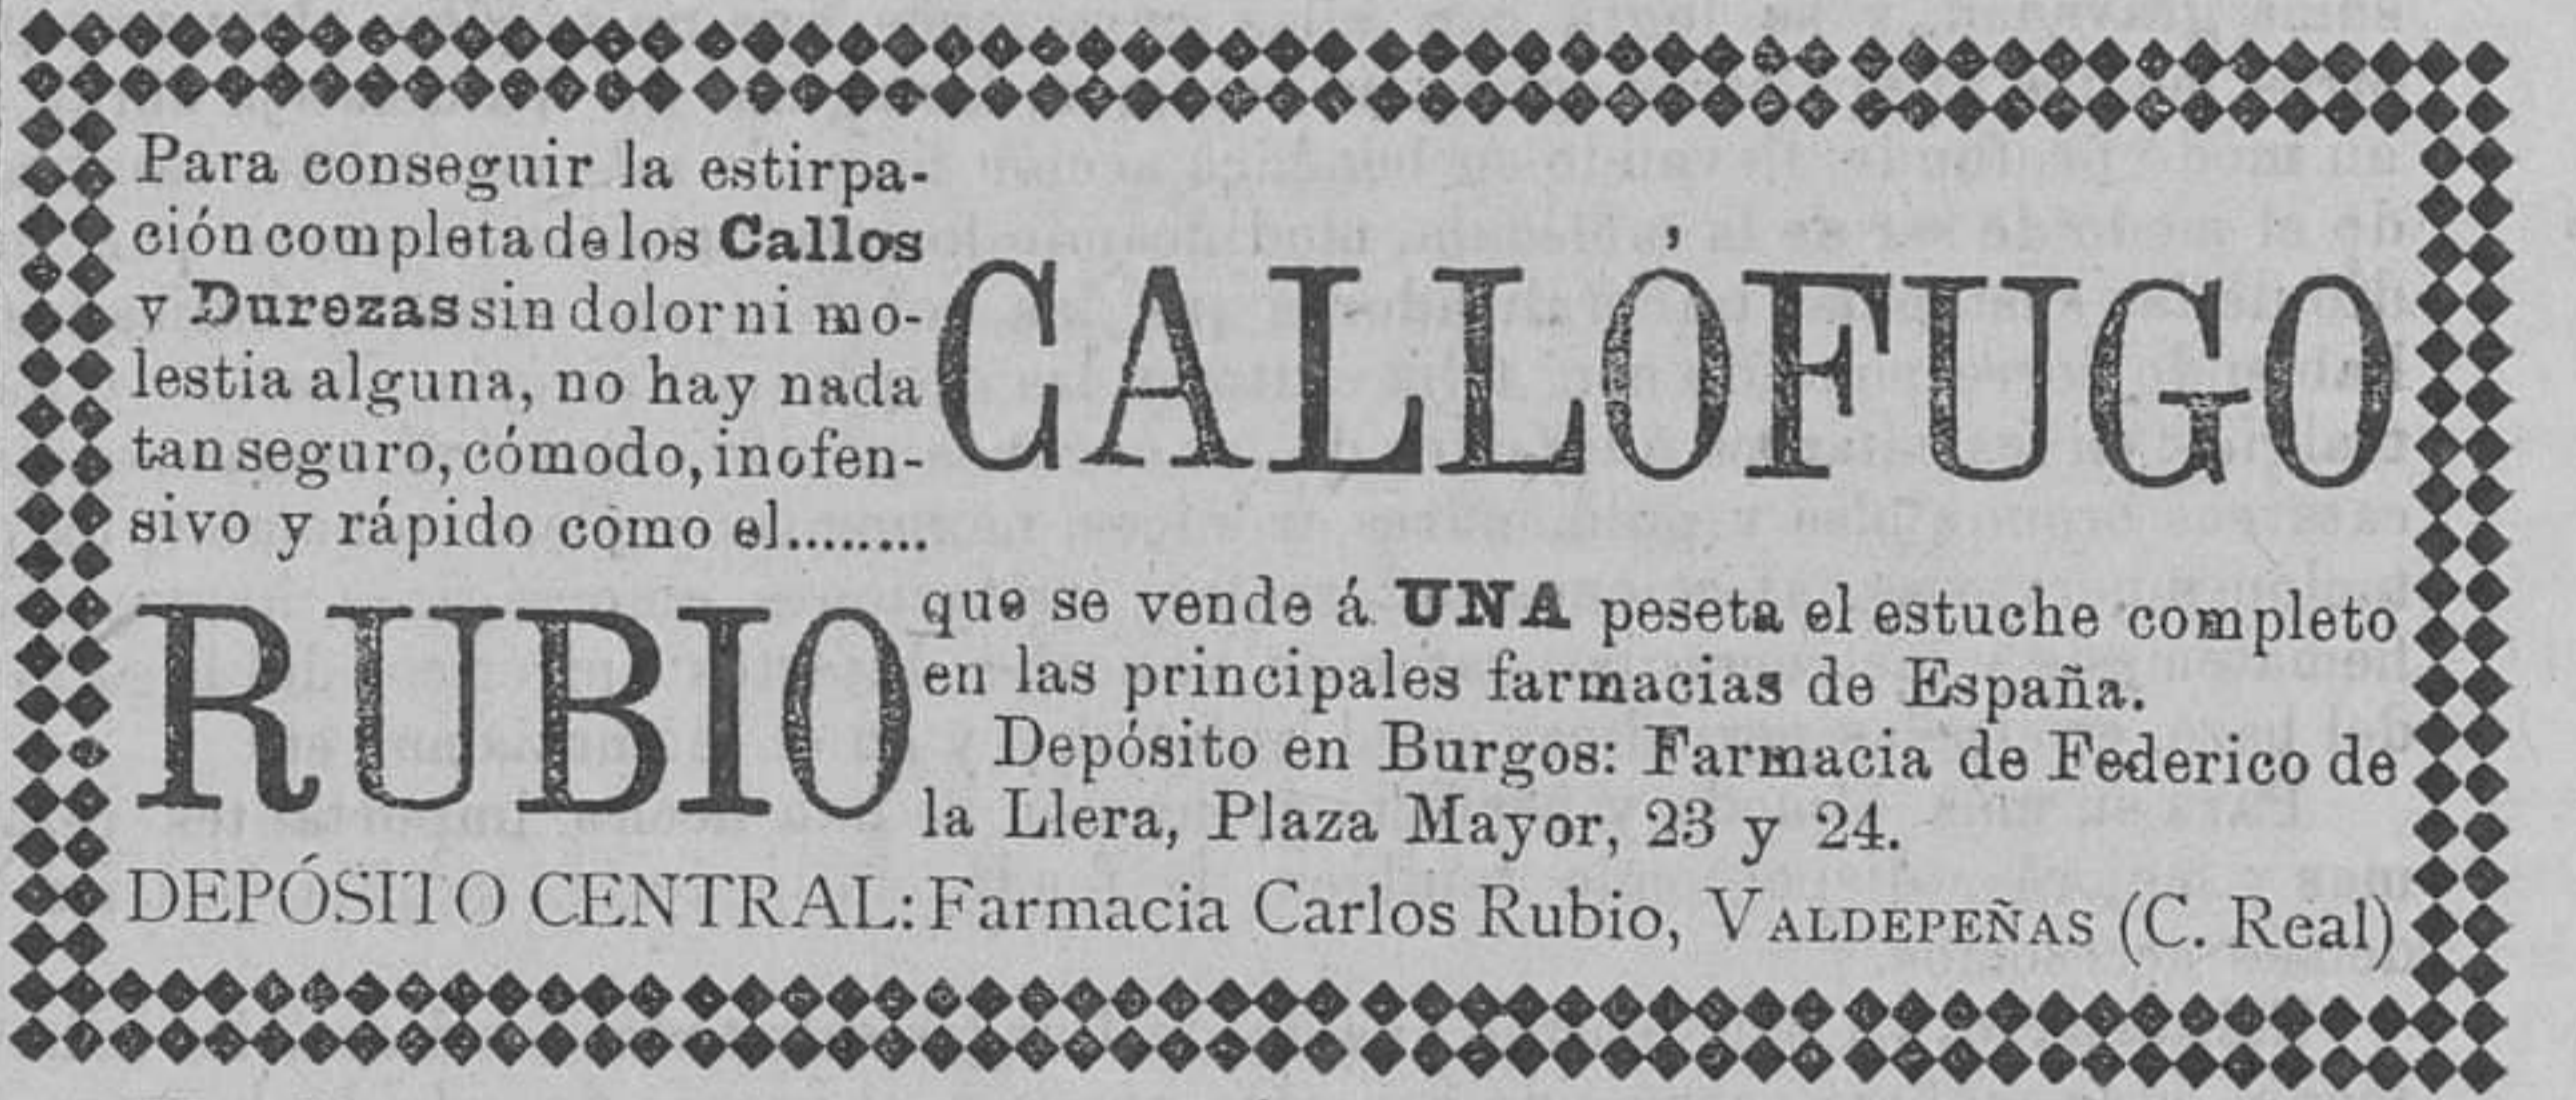 Para conseguir la estirpa-
ción completa de los Callos
y Durezas sin dolor ni mo-
lestia alguna, no hay nada
tan seguro, cómodo, inofen-
sivo y rápido como el........
CALLÓFUGO
RUBIO
que se vende á UNA peseta el estuche completo
en las principales farmacias de España.
Depósito en Burgos: Farmacia de Federico de
la Llera, Plaza Mayor, 23 y 24.
DEPÓSITO CENTRAL: Farmacia Carlos Rubio, VALDEPEÑAS (C. Real)